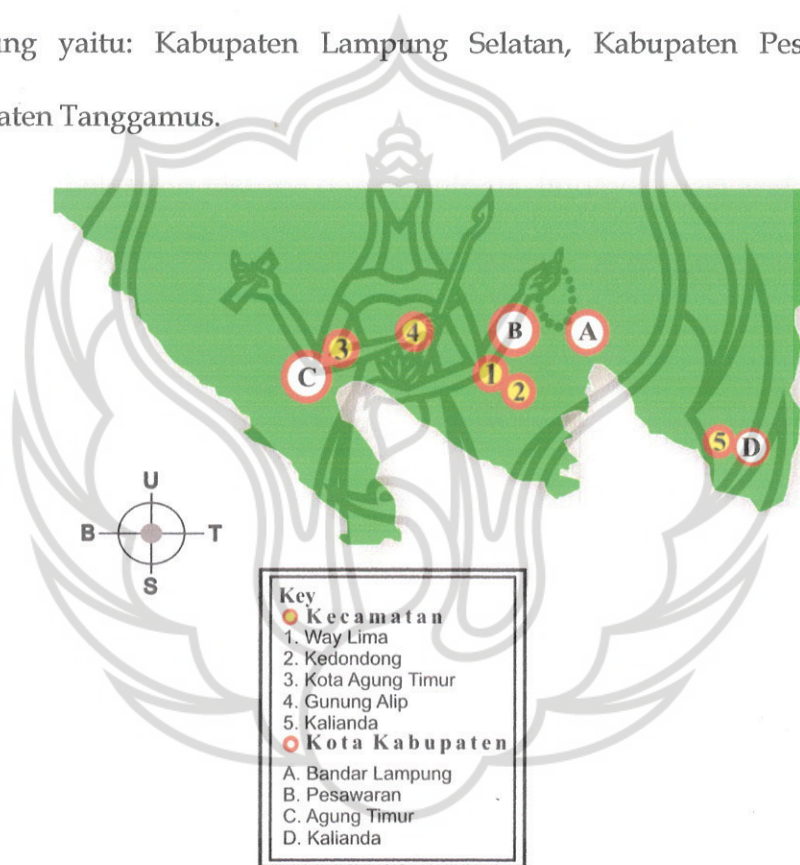 ung yaitu: Kabupaten Lampung Selatan, Kabupaten Pes
aten Tanggamus.
3 4 B A
C 1 2
5 D
U
B T
S
Key
Kecamatan
1. Way Lima
2. Kedondong
3. Kota Agung Timur
4. Gunung Alip
5. Kalianda
Kota Kabupaten
A. Bandar Lampung
B. Pesawaran
C. Agung Timur
D. Kalianda